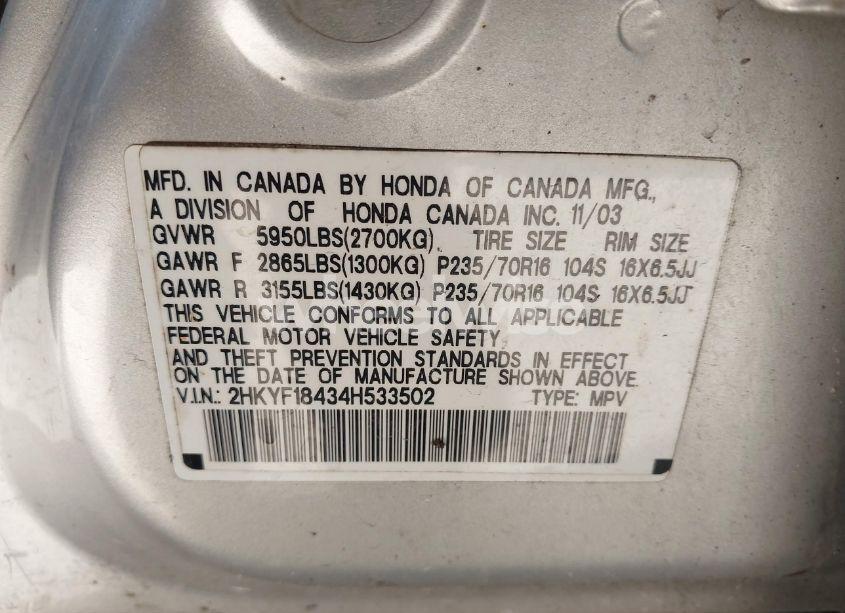 MFD. IN CANADA BY HONDA OF CANADA MFG.,
A DIVISION OF HONDA CANADA INC. 11/03
GVWR 5950LBS(2700KG) TIRE SIZE RIM SIZE
GAWR F 2865LBS(1300KG) P235/70R16 104S 16X6.5JJ
GAWR R 3155LBS(1430KG) P235/70R16 104S 16X6.5JJ
THIS VEHICLE CONFORMS TO ALL APPLICABLE
FEDERAL MOTOR VEHICLE SAFETY
AND THEFT PREVENTION STANDARDS IN EFFECT
ON THE DATE OF MANUFACTURE SHOWN ABOVE.
V.I.N.: 2HKYF18434H533502 TYPE: MPV